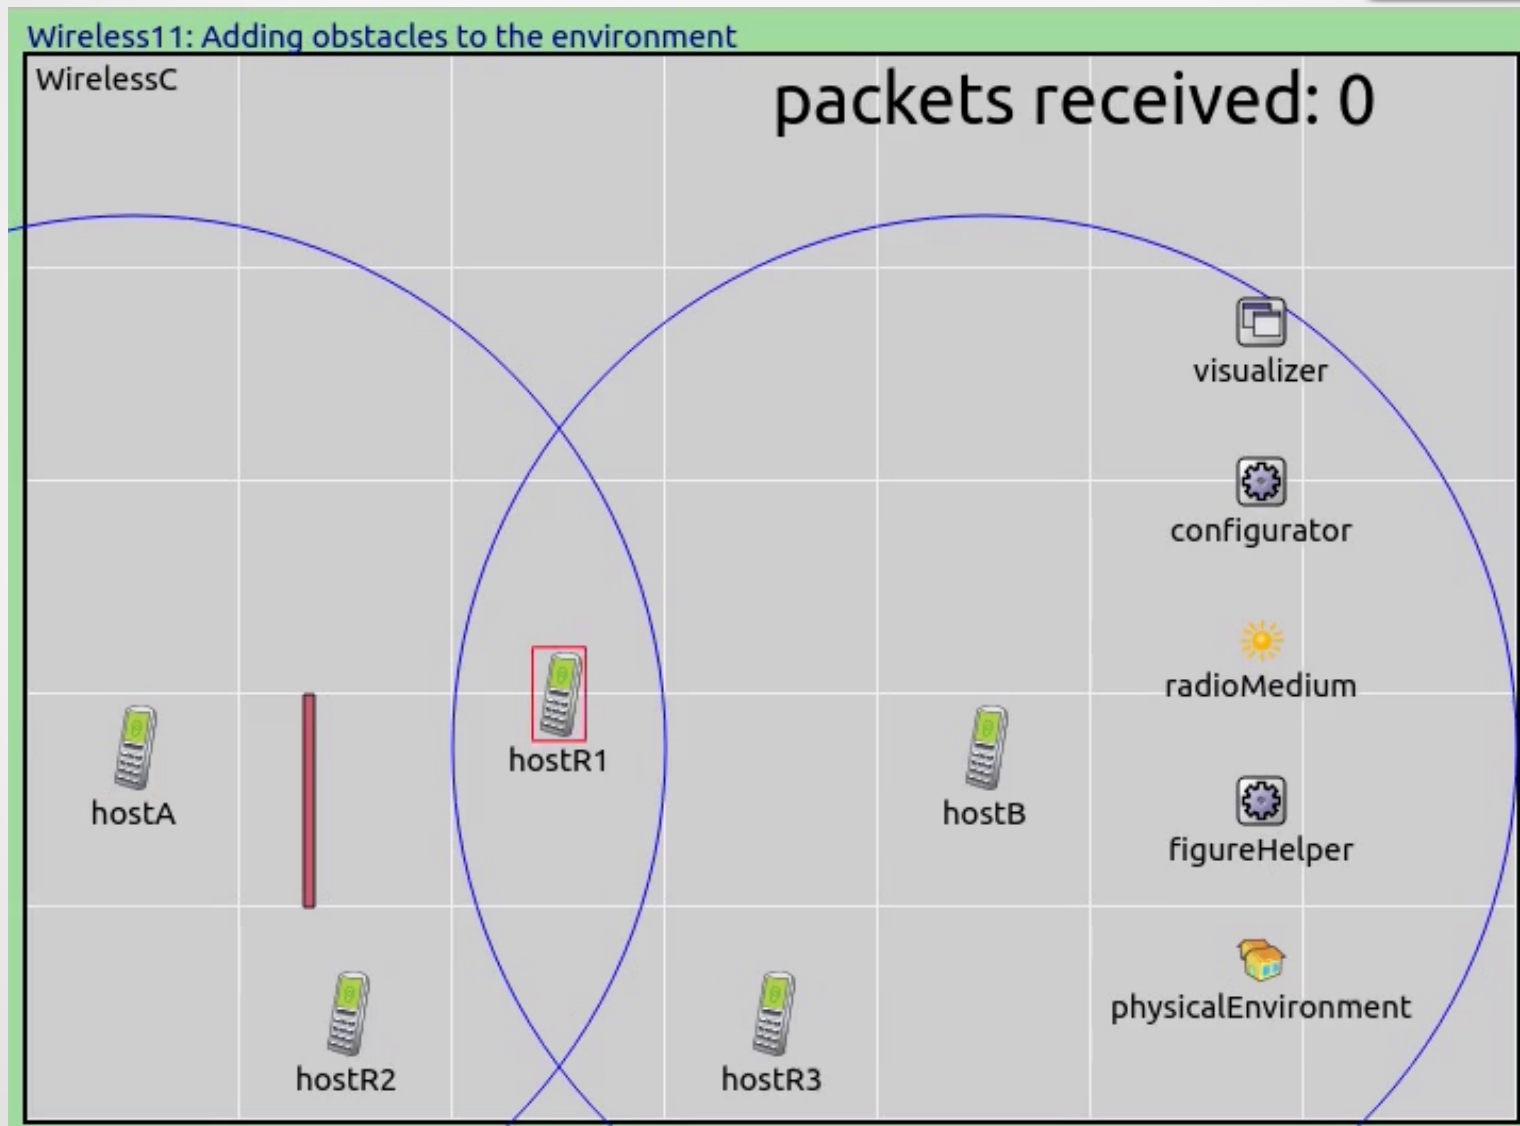 Wireless11: Adding obstacles to the environment
WirelessC
packets received: 0
visualizer
configurator
radioMedium
hostR1
hostA
hostB
figureHelper
physicalEnvironment
hostR2
hostR3